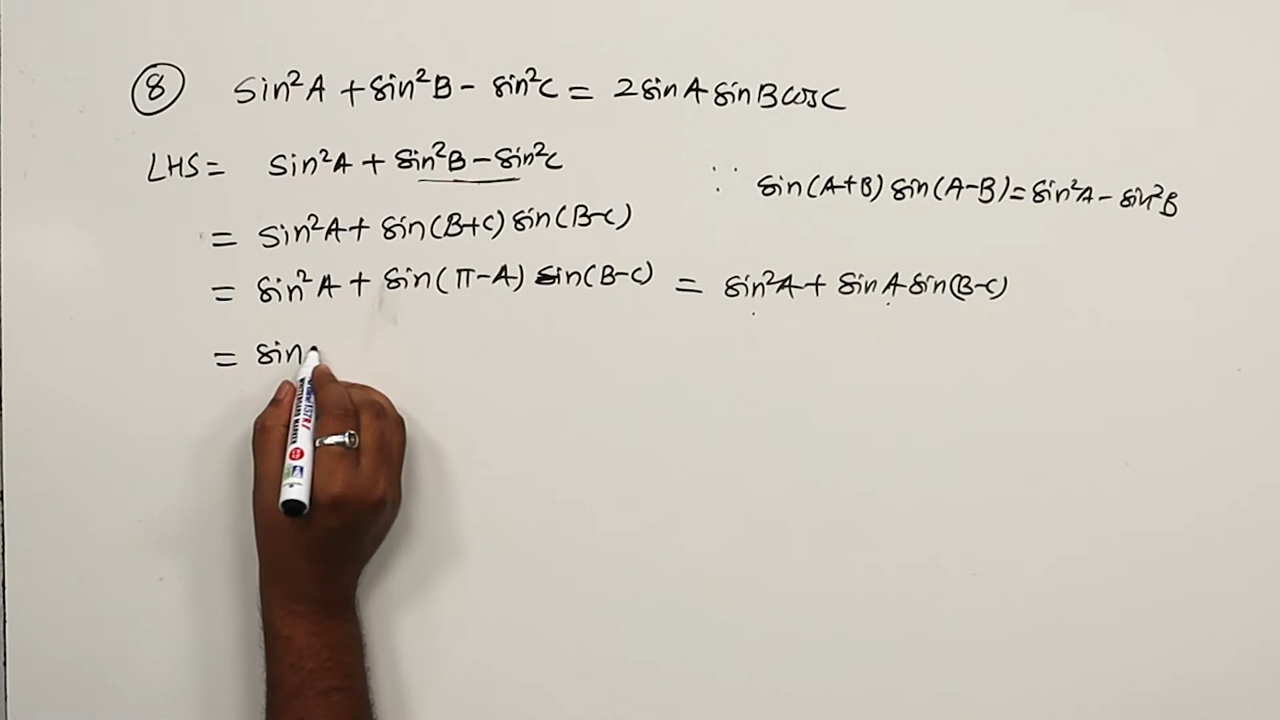 ⑧ Sin²A + Sin²B - Sin²C = 2 Sin A Sin B Cos C
LHS = Sin²A + Sin²B - Sin²C
∵ Sin(A+B) Sin(A-B) = Sin²A - Sin²B
= Sin²A + Sin(B+C) Sin(B-C)
= Sin²A + Sin(π-A) Sin(B-C) = Sin²A + Sin A Sin(B-C)
= Sin